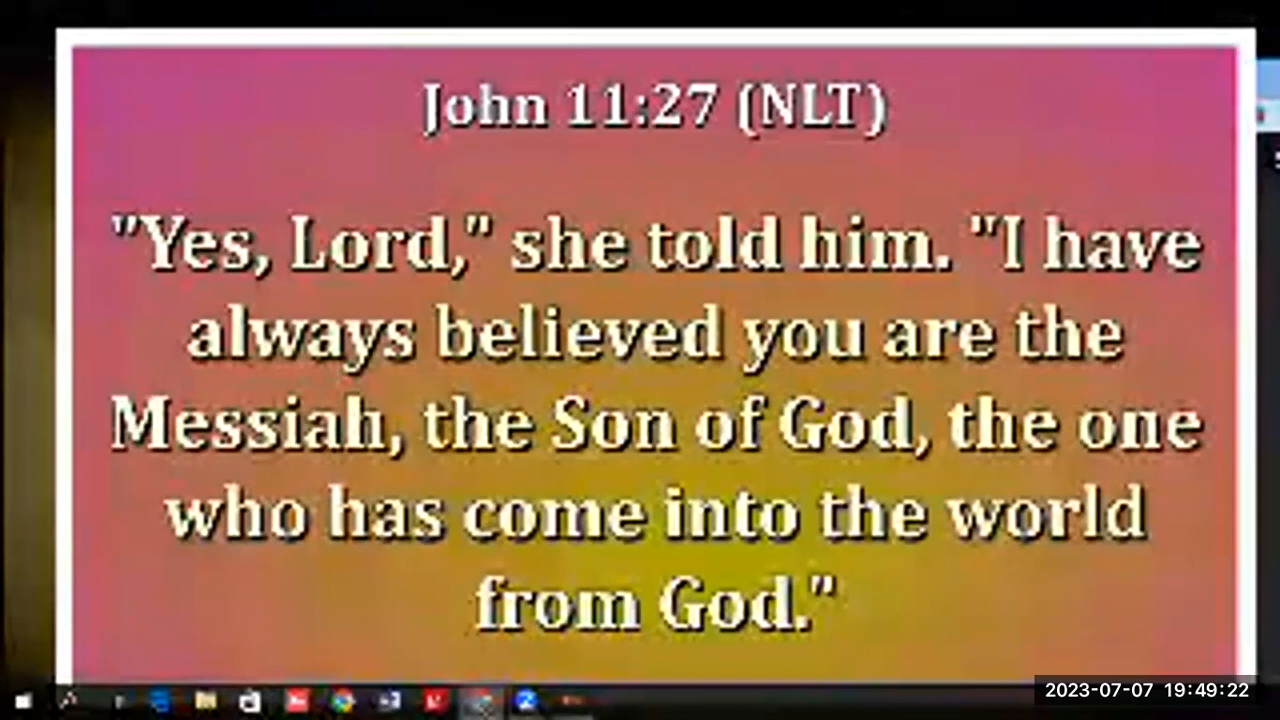 John 11:27 (NLT)
"Yes, Lord," she told him. "I have
always believed you are the
Messiah, the Son of God, the one
who has come into the world
from God."
2023-07-07 19:49:22